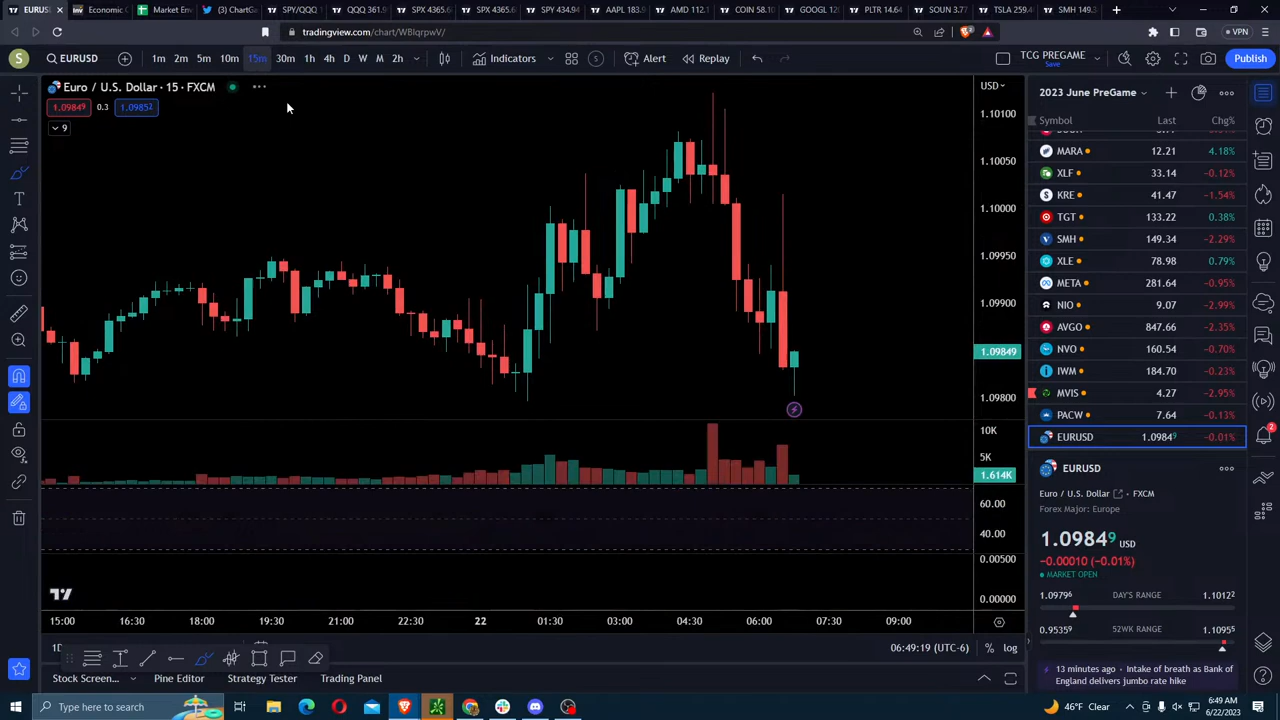 EURUS
Economic C
Market Env
(3) ChartGa
SPY/QQQ 1
QQQ 361.9
SPX 4365.6
SPX 4365.6
SPY 434.94
AAPL 183.9
AMD 112.1
COIN 58.10
GOOGL 120
PLTR 14.64
SOUN 3.77
TSLA 259.4
SMH 149.3
tradingview.com/chart/WBlqrpwV/
VPN
S
EURUSD
1m 2m 5m 10m 15m 30m 1h 4h D W M 2h
Indicators
Alert
Replay
TCG PREGAME
Save
Publish
Euro / U.S. Dollar · 15 · FXCM
1.09849 0.3 1.09852
9
USD
1.10100
1.10050
1.10000
1.09950
1.09900
1.09849
1.09800
10K
5K
1.614K
60.00
40.00
0.00500
0.00000
15:00 16:30 18:00 19:30 21:00 22:30 22 01:30 03:00 04:30 06:00 07:30 09:00
06:49:19 (UTC-6) % log
Stock Screen...
Pine Editor
Strategy Tester
Trading Panel
2023 June PreGame
Symbol Last Chg%
MARA 12.21 4.18%
XLF 33.14 −0.12%
KRE 41.47 −1.54%
TGT 133.22 0.38%
SMH 149.34 −2.29%
XLE 78.98 0.79%
META 281.64 −0.95%
NIO 9.07 −2.99%
AVGO 847.66 −2.35%
NVO 160.54 −0.70%
IWM 184.70 −0.23%
MVIS 4.27 −2.95%
PACW 7.64 −0.13%
EURUSD 1.09849 −0.01%
EURUSD
Euro / U.S. Dollar · FXCM
Forex Major: Europe
1.09849 USD
−0.00010 (−0.01%)
MARKET OPEN
1.09796 DAY'S RANGE 1.10122
0.95359 52WK RANGE 1.10955
13 minutes ago · Intake of breath as Bank of
England delivers jumbo rate hike
2
Type here to search
46°F Clear
6:49 AM
6/22/2023